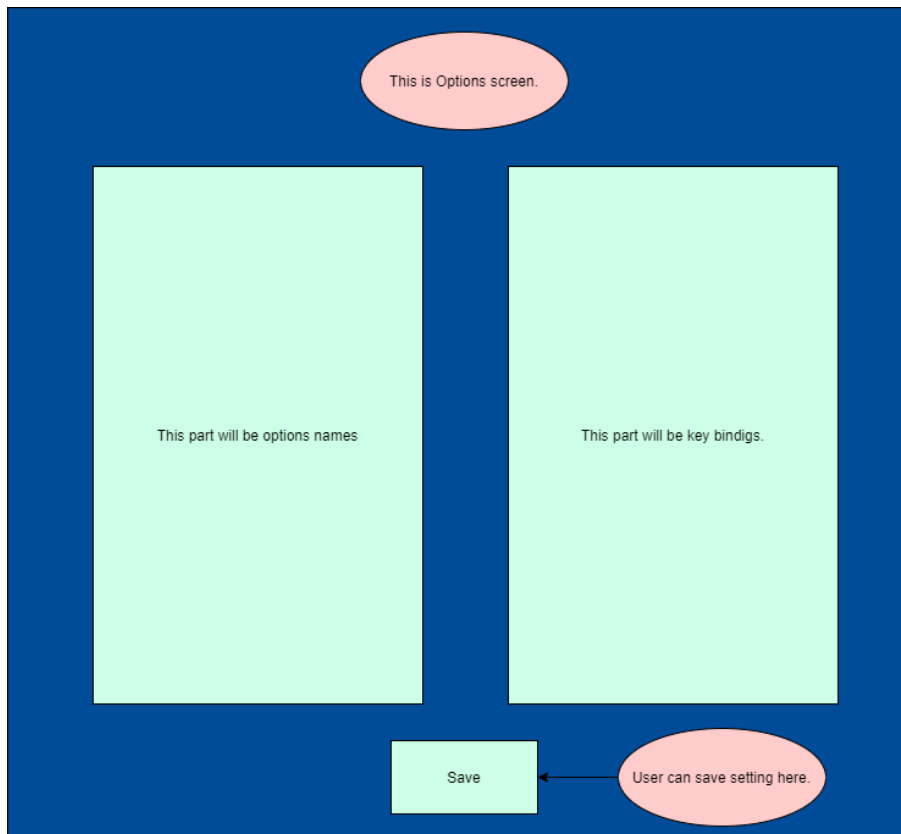 This is Options screen.
This part will be options names
This part will be key bindigs.
Save
User can save setting here.